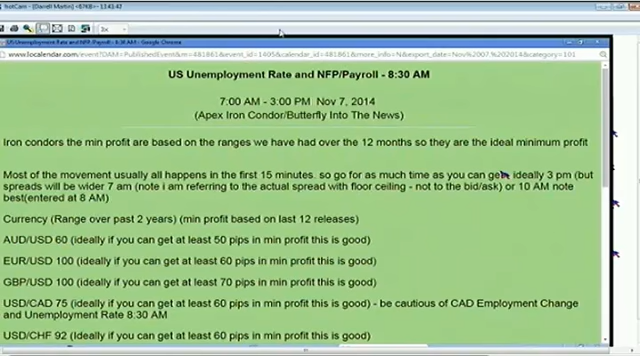 hotCam - [Darrell Martin] <67KB> - 13:43:47
3x
US Unemployment Rate and NFP/Payroll - 8:30 AM - Google Chrome
www.localendar.com/event?DAM=PublishedEvent&m=481861&event_id=1405&calendar_id=481861&more_info=N&export_date=Nov%207,%202014&category=101
US Unemployment Rate and NFP/Payroll - 8:30 AM
7:00 AM - 3:00 PM Nov 7, 2014
(Apex Iron Condor/Butterfly Into The News)
Iron condors the min profit are based on the ranges we have had over the 12 months so they are the ideal minimum profit
Most of the movement usually all happens in the first 15 minutes. so go for as much time as you can get ideally 3 pm (but
spreads will be wider 7 am (note i am referring to the actual spread with floor ceiling - not to the bid/ask) or 10 AM note
best(entered at 8 AM)
Currency (Range over past 2 years) (min profit based on last 12 releases)
AUD/USD 60 (ideally if you can get at least 50 pips in min profit this is good)
EUR/USD 100 (ideally if you can get at least 60 pips in min profit this is good)
GBP/USD 100 (ideally if you can get at least 70 pips in min profit this is good)
USD/CAD 75 (ideally if you can get at least 60 pips in min profit this is good) - be cautious of CAD Employment Change
and Unemployment Rate 8:30 AM
USD/CHF 92 (ideally if you can get at least 60 pips in min profit this is good)